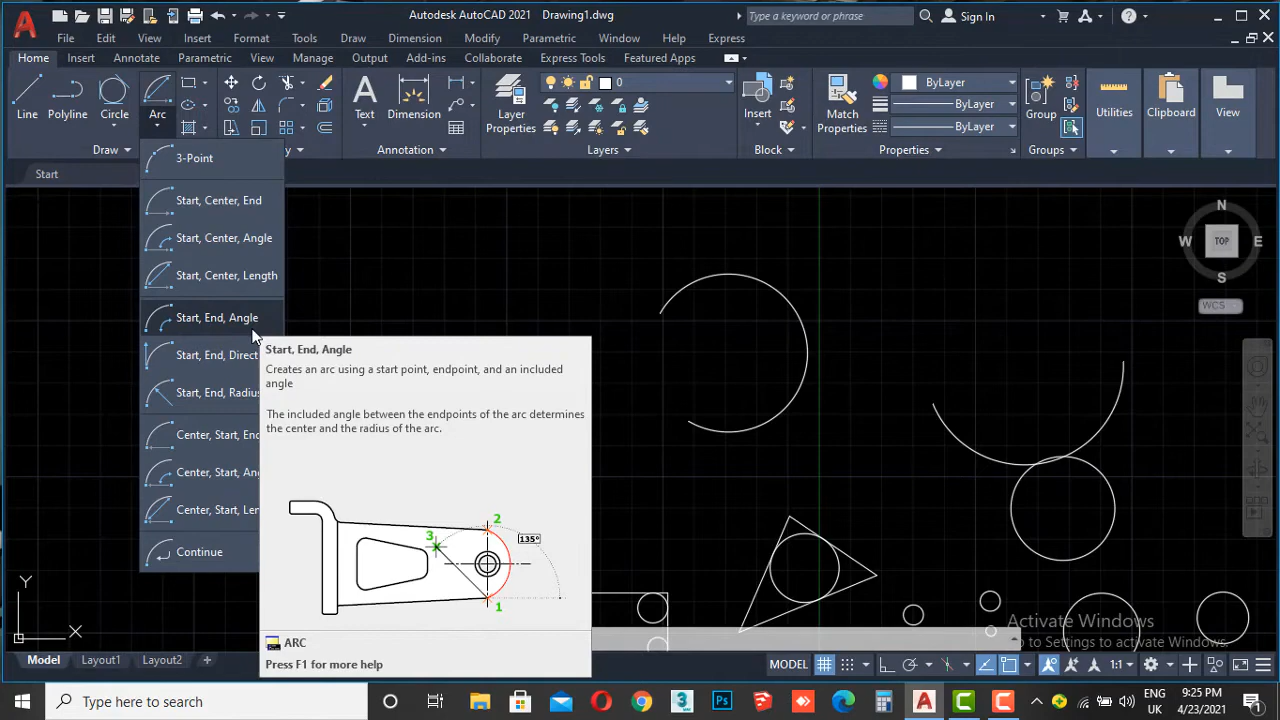 Autodesk AutoCAD 2021 Drawing1.dwg
Type a keyword or phrase
Sign In
File Edit View Insert Format Tools Draw Dimension Modify Parametric Window Help Express
Home Insert Annotate Parametric View Manage Output Add-ins Collaborate Express Tools Featured Apps
Line Polyline Circle Arc
Text Dimension
Layer Properties
0
Insert
Match Properties
ByLayer
ByLayer
ByLayer
Group
Utilities
Clipboard
View
Draw
Annotation
Layers
Block
Properties
Groups
Start
3-Point
Start, Center, End
Start, Center, Angle
Start, Center, Length
Start, End, Angle
Start, End, Direct
Start, End, Radiu
Center, Start, End
Center, Start, An
Center, Start, Len
Continue
Start, End, Angle
Creates an arc using a start point, endpoint, and an included
angle
The included angle between the endpoints of the arc determines
the center and the radius of the arc.
2
3
135°
1
ARC
Press F1 for more help
N
W TOP E
S
WCS
Y
X
Activate Windows
Go to Settings to activate Windows.
Model Layout1 Layout2 +
MODEL
1:1
Type here to search
3
Ps
A
C
C
ENG
UK
9:25 PM
4/23/2021
1